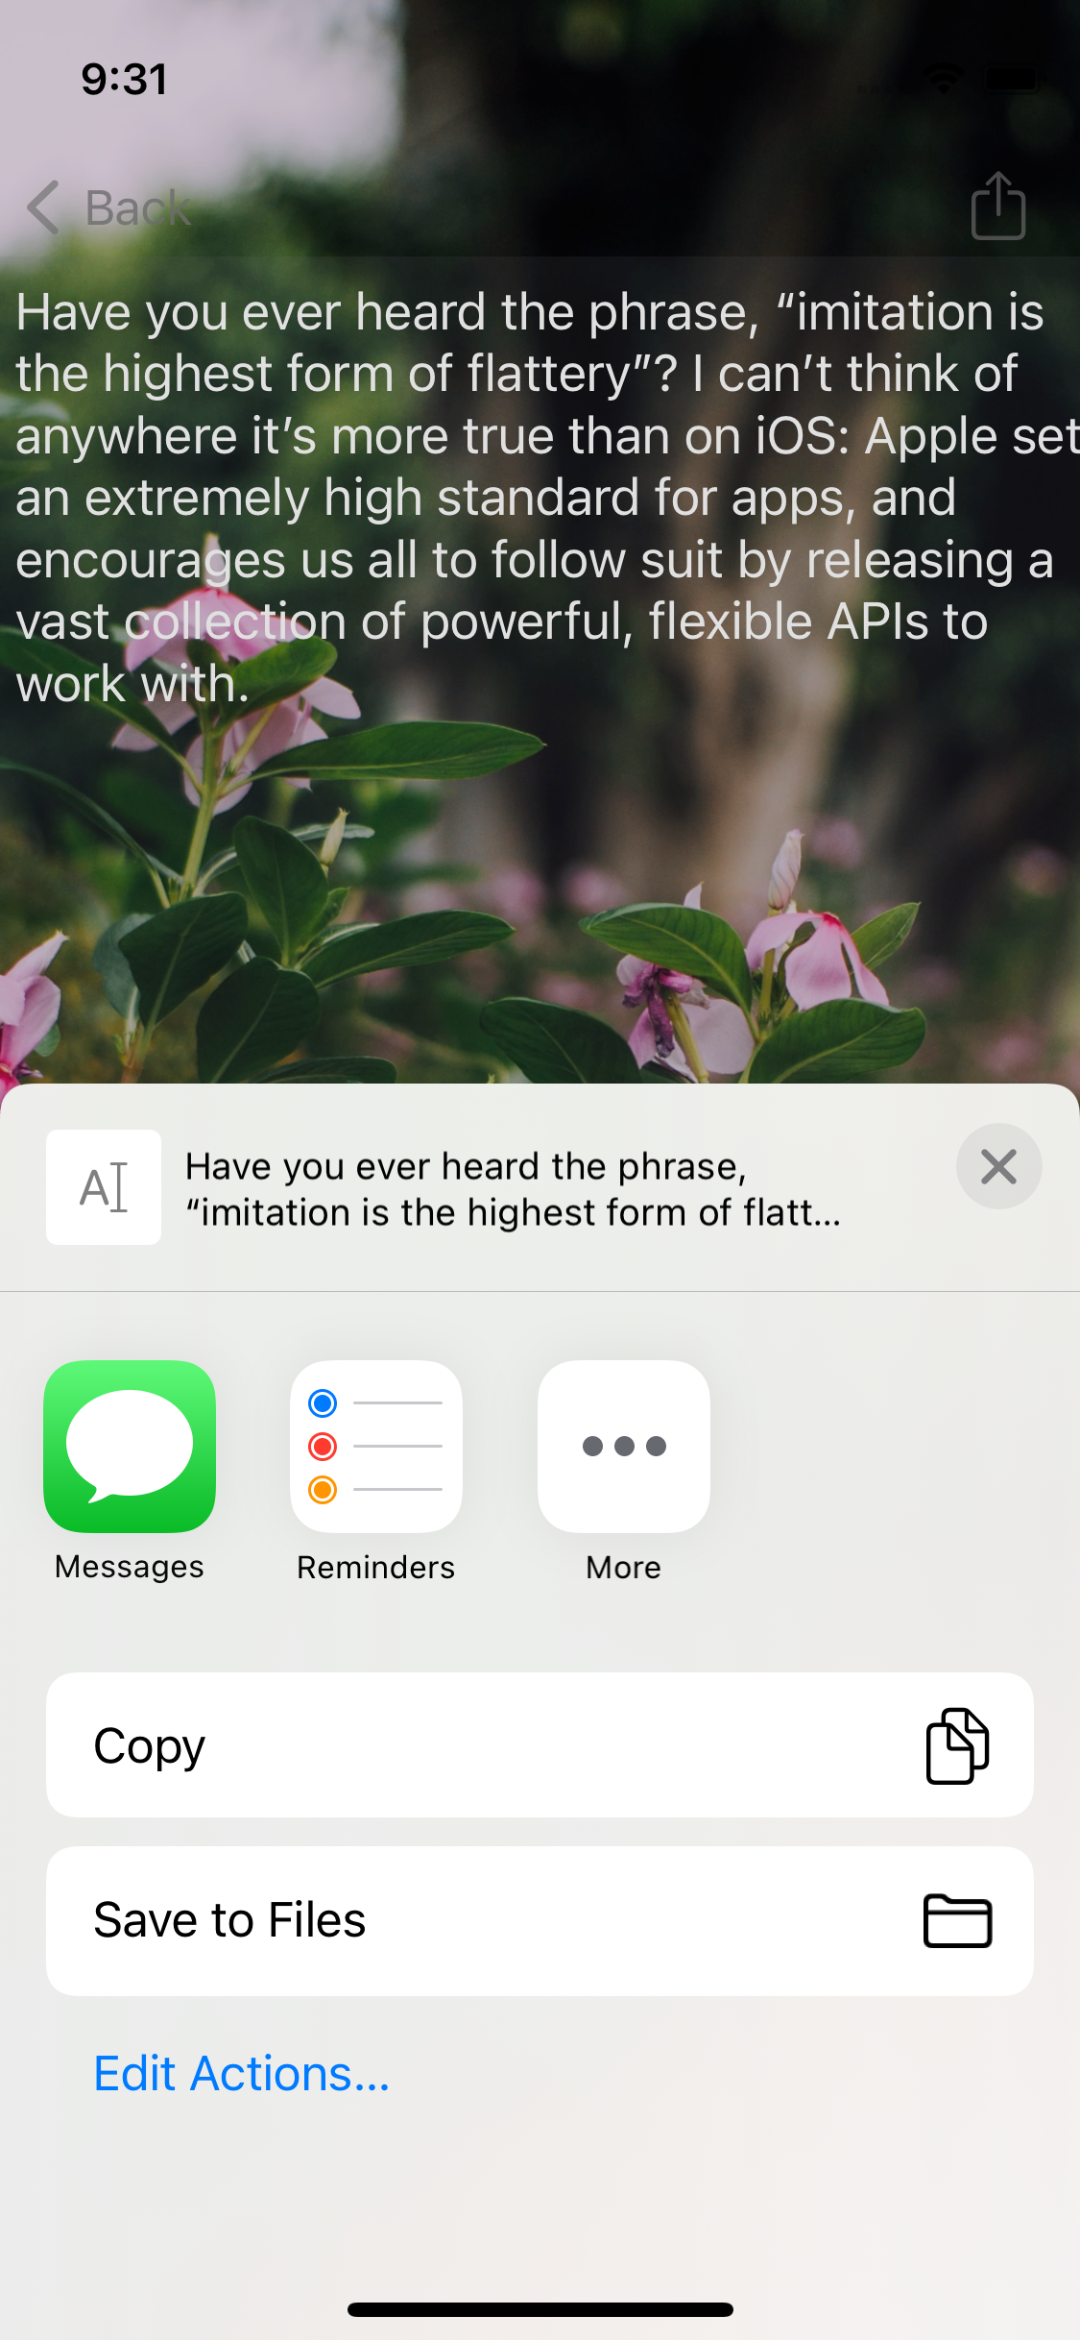 9:31
Back
Have you ever heard the phrase, “imitation is
the highest form of flattery”? I can’t think of
anywhere it’s more true than on iOS: Apple set
an extremely high standard for apps, and
encourages us all to follow suit by releasing a
vast collection of powerful, flexible APIs to
work with.
Have you ever heard the phrase,
“imitation is the highest form of flatt...
Messages
Reminders
More
Copy
Save to Files
Edit Actions...